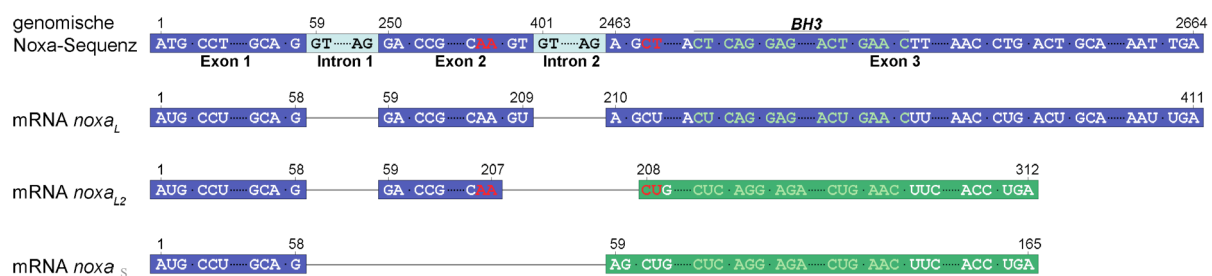 genomische
Noxa-Sequenz
1 59 250 401 2463 BH3 2664
ATG·CCT·····GCA·G GT·····AG GA·CCG·····CAA·GT GT·····AG A·GCT·····ACT·CAG·GAG·····ACT·GAA·CTT·····AAC·CTG·ACT·GCA·····AAT·TGA
Exon 1 Intron 1 Exon 2 Intron 2 Exon 3
1 58 59 209 210 411
mRNA noxaL AUG·CCU·····GCA·G GA·CCG·····CAA·GU A·GCU·····ACU·CAG·GAG·····ACU·GAA·CUU·····AAC·CUG·ACU·GCA·····AAU·UGA
1 58 59 207 208 312
mRNA noxaL2 AUG·CCU·····GCA·G GA·CCG·····CAA CUG·····CUC·AGG·AGA·····CUG·AAC·UUC·····ACC·UGA
1 58 59 165
mRNA noxa S AUG·CCU·····GCA·G AG·CUG·····CUC·AGG·AGA·····CUG·AAC·UUC·····ACC·UGA